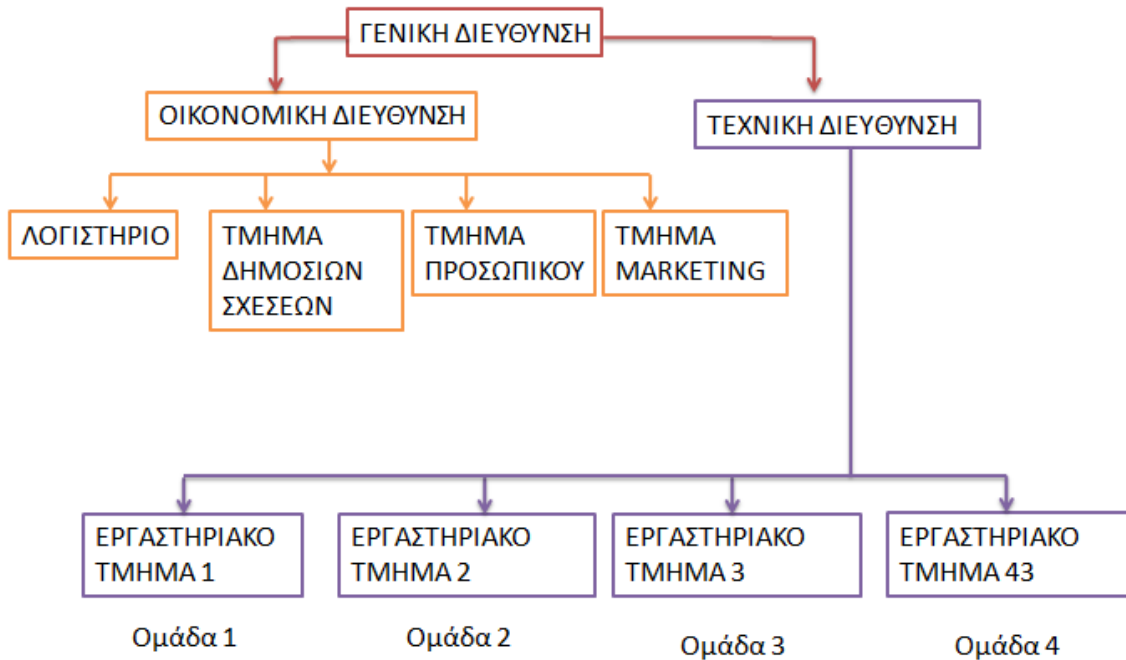 ΓΕΝΙΚΗ ΔΙΕΥΘΥΝΣΗ
ΟΙΚΟΝΟΜΙΚΗ ΔΙΕΥΘΥΝΣΗ
ΤΕΧΝΙΚΗ ΔΙΕΥΘΥΝΣΗ
ΛΟΓΙΣΤΗΡΙΟ
ΤΜΗΜΑ
ΔΗΜΟΣΙΩΝ
ΣΧΕΣΕΩΝ
ΤΜΗΜΑ
ΠΡΟΣΩΠΙΚΟΥ
ΤΜΗΜΑ
MARKETING
ΕΡΓΑΣΤΗΡΙΑΚΟ
ΤΜΗΜΑ 1
ΕΡΓΑΣΤΗΡΙΑΚΟ
ΤΜΗΜΑ 2
ΕΡΓΑΣΤΗΡΙΑΚΟ
ΤΜΗΜΑ 3
ΕΡΓΑΣΤΗΡΙΑΚΟ
ΤΜΗΜΑ 43
Ομάδα 1
Ομάδα 2
Ομάδα 3
Ομάδα 4